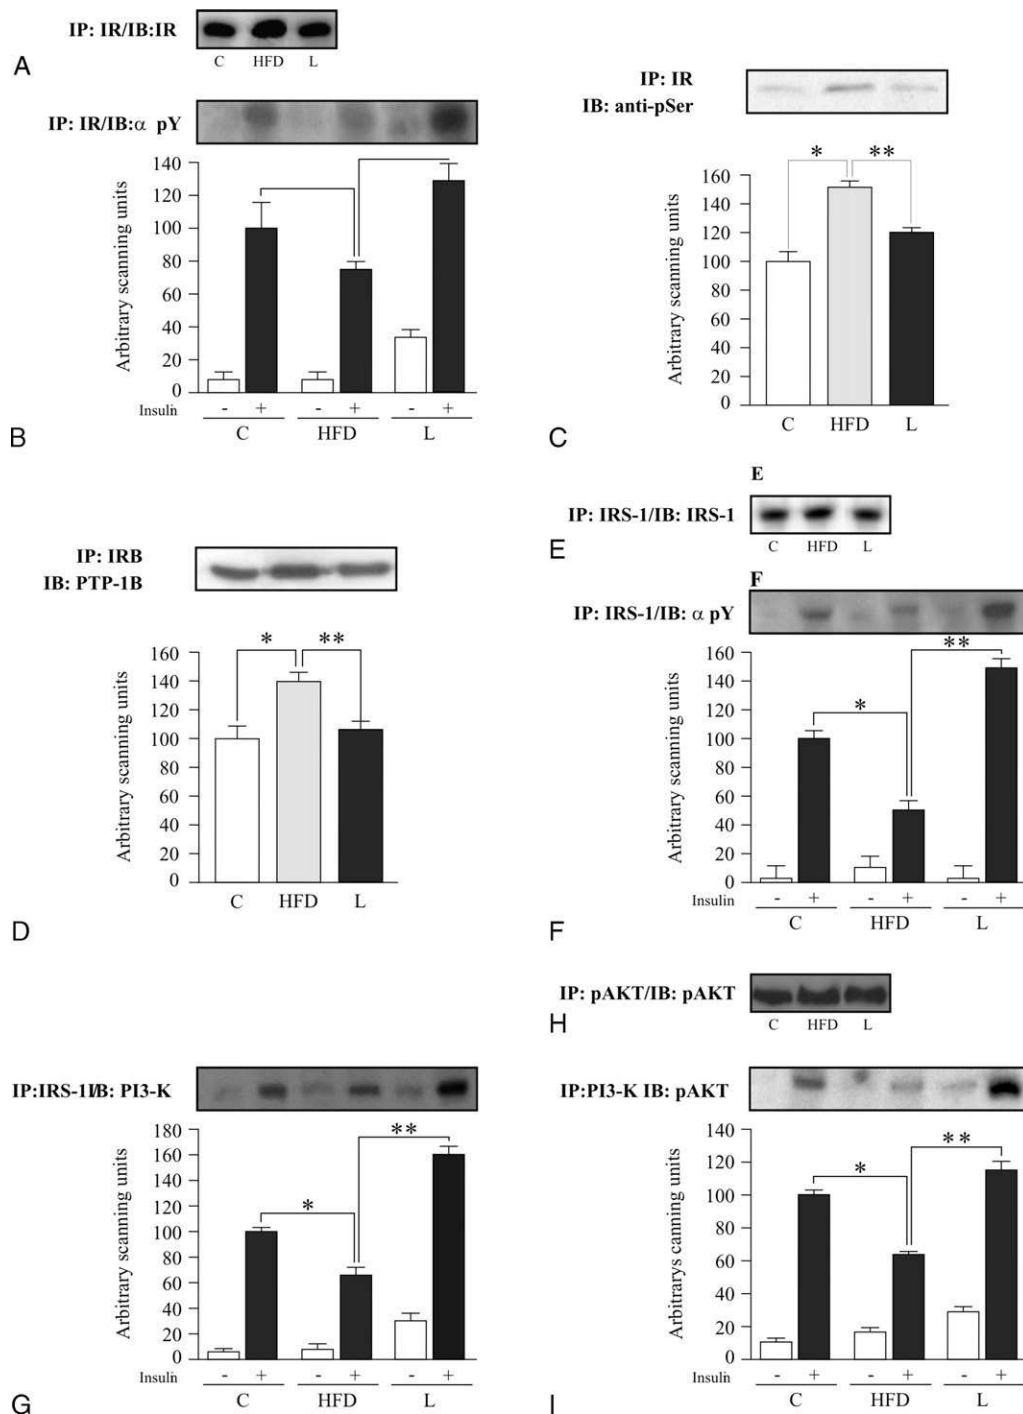 IP: IR/IB:IR
C HFD L
A
IP: IR/IB:α pY
Arbitrary scanning units
140
120
100
80
60
40
20
0
Insulin - + - + - +
C HFD L
B
IP: IR
IB: anti-pSer
* **
Arbitrary scanning units
160
120
100
80
60
40
20
0
C HFD L
C
IP: IRB
IB: PTP-1B
* **
Arbitrary scanning units
160
140
120
100
80
60
40
20
0
C HFD L
D
E
IP: IRS-1/IB: IRS-1
C HFD L
E
F
IP: IRS-1/IB: α pY
**
*
Arbitrary scanning units
160
140
120
100
80
60
40
20
0
Insulin - + - + - +
C HFD L
F
IP:IRS-1I/B: PI3-K
**
*
Arbitrary scanning units
180
160
140
120
100
80
60
40
20
0
Insulin - + - + - +
C HFD L
G
IP: pAKT/IB: pAKT
C HFD L
H
IP:PI3-K IB: pAKT
**
*
Arbitrarys canning units
140
120
100
80
60
40
20
0
Insulin - + - + - +
C HFD L
I